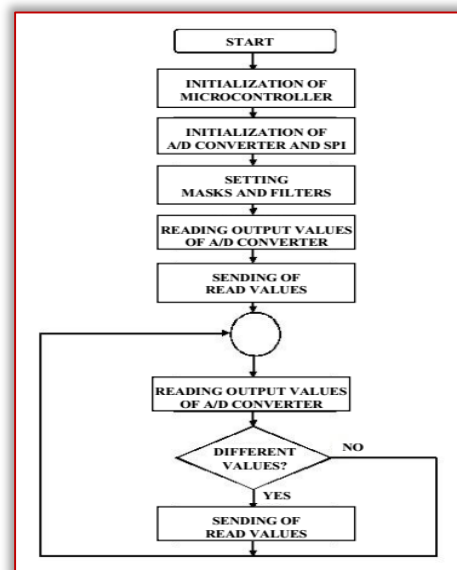 START
INITIALIZATION OF
MICROCONTROLLER
INITIALIZATION OF
A/D CONVERTER AND SPI
SETTING
MASKS AND FILTERS
READING OUTPUT VALUES
OF A/D CONVERTER
SENDING OF
READ VALUES
READING OUTPUT VALUES
OF A/D CONVERTER
DIFFERENT
VALUES?
NO
YES
SENDING OF
READ VALUES